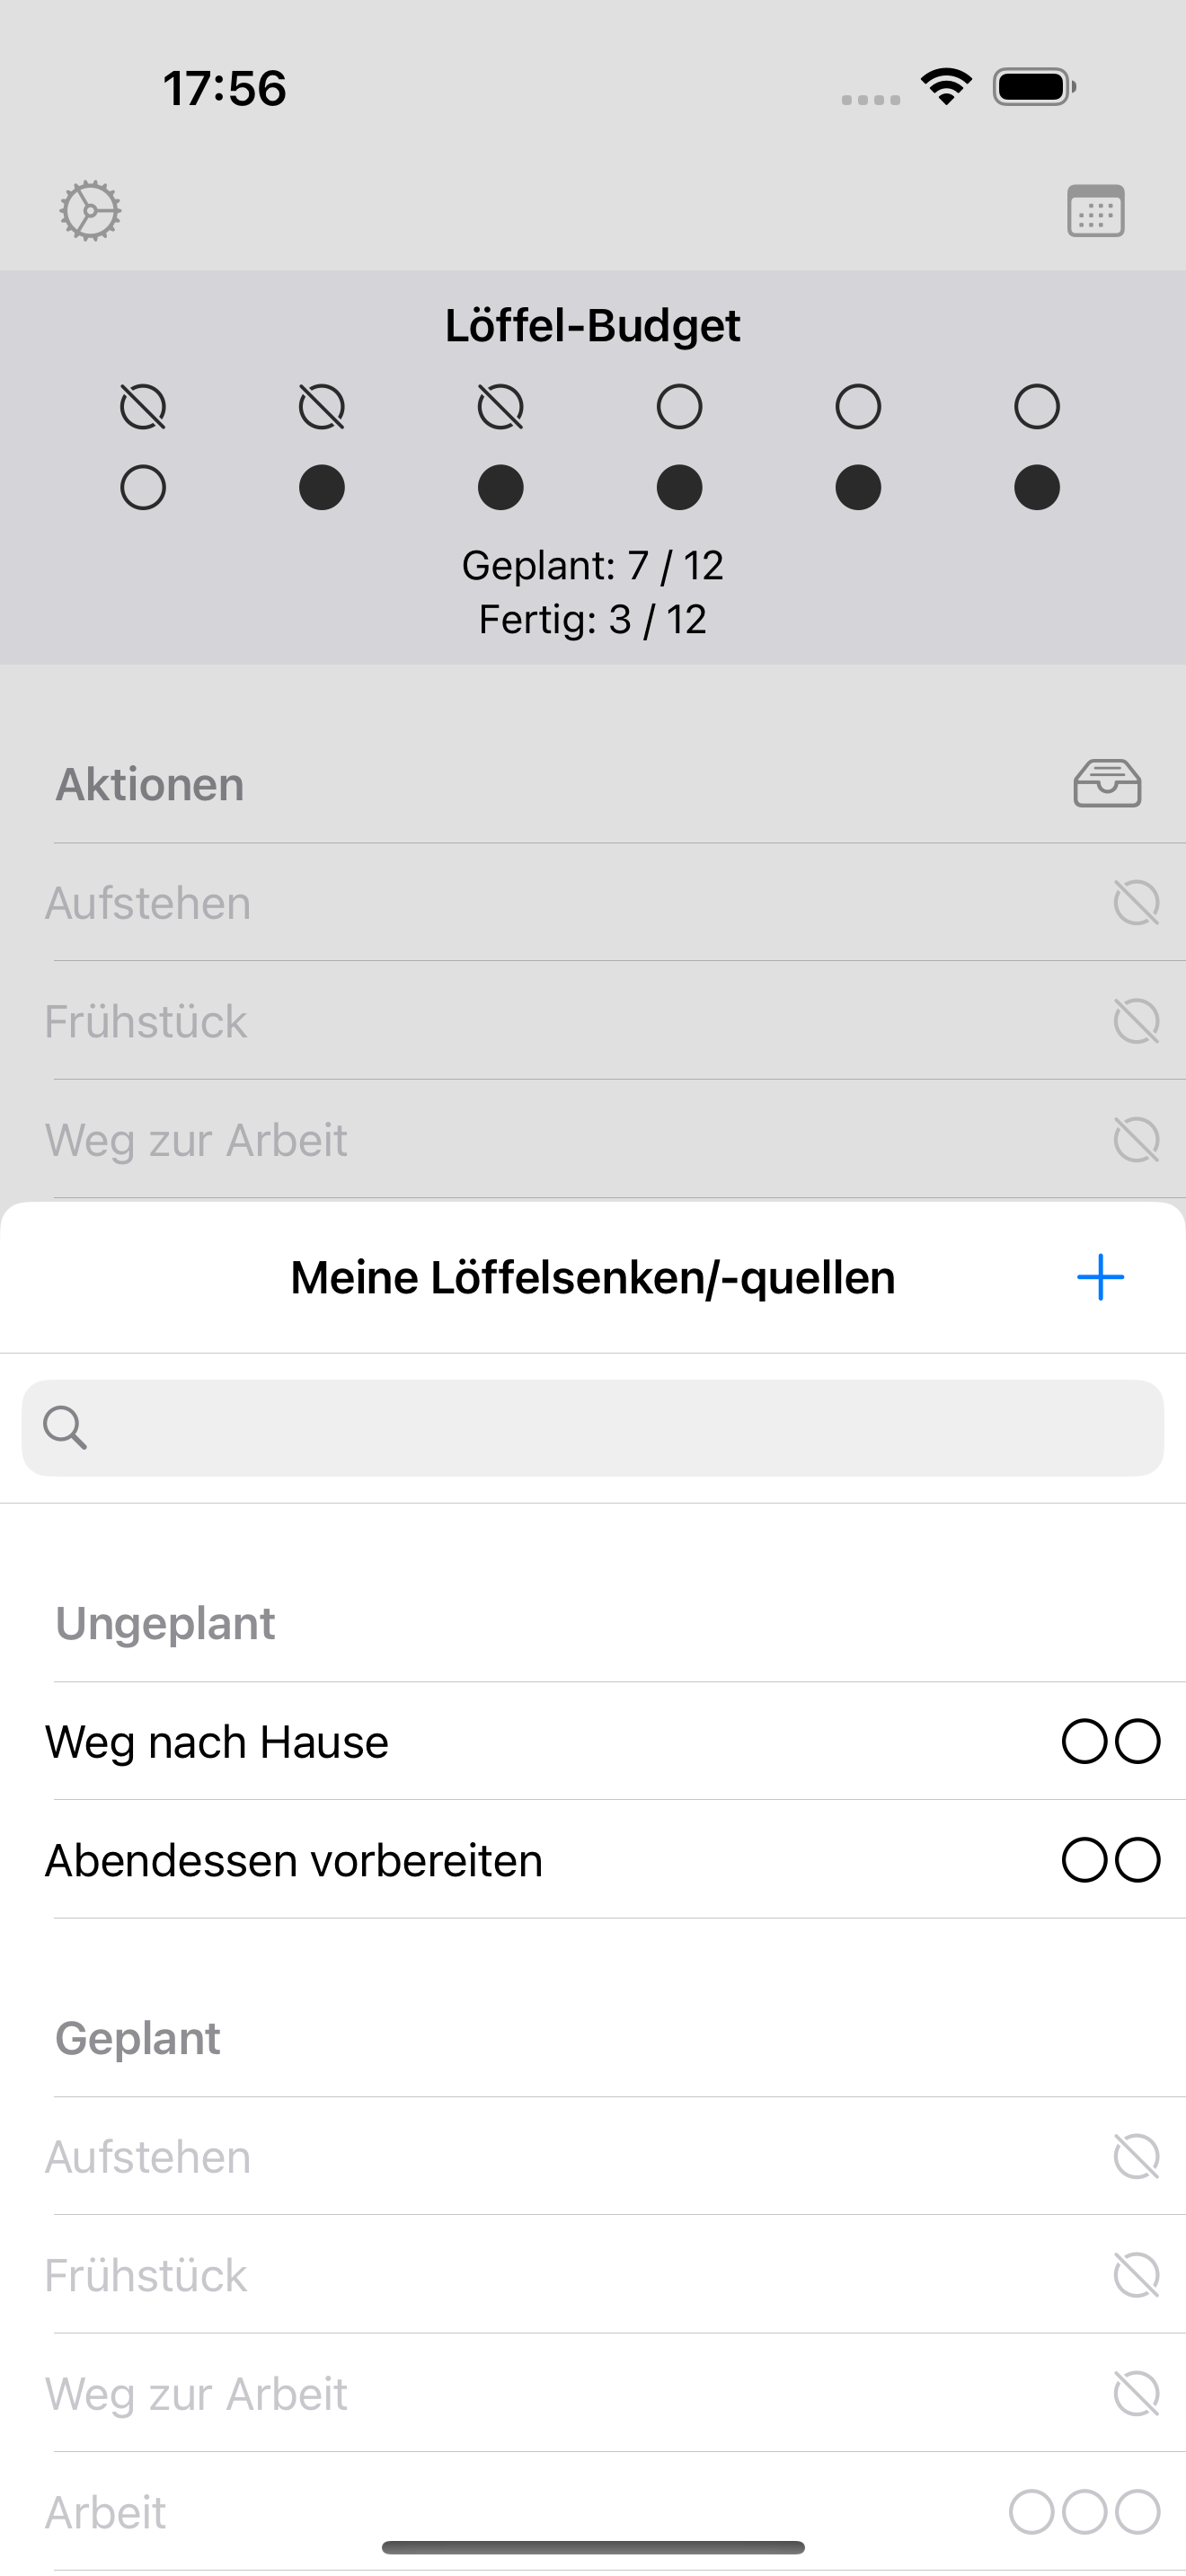 17:56
Löffel-Budget
Geplant: 7 / 12
Fertig: 3 / 12
Aktionen
Aufstehen
Frühstück
Weg zur Arbeit
Meine Löffelsenken/-quellen
Ungeplant
Weg nach Hause
Abendessen vorbereiten
Geplant
Aufstehen
Frühstück
Weg zur Arbeit
Arbeit